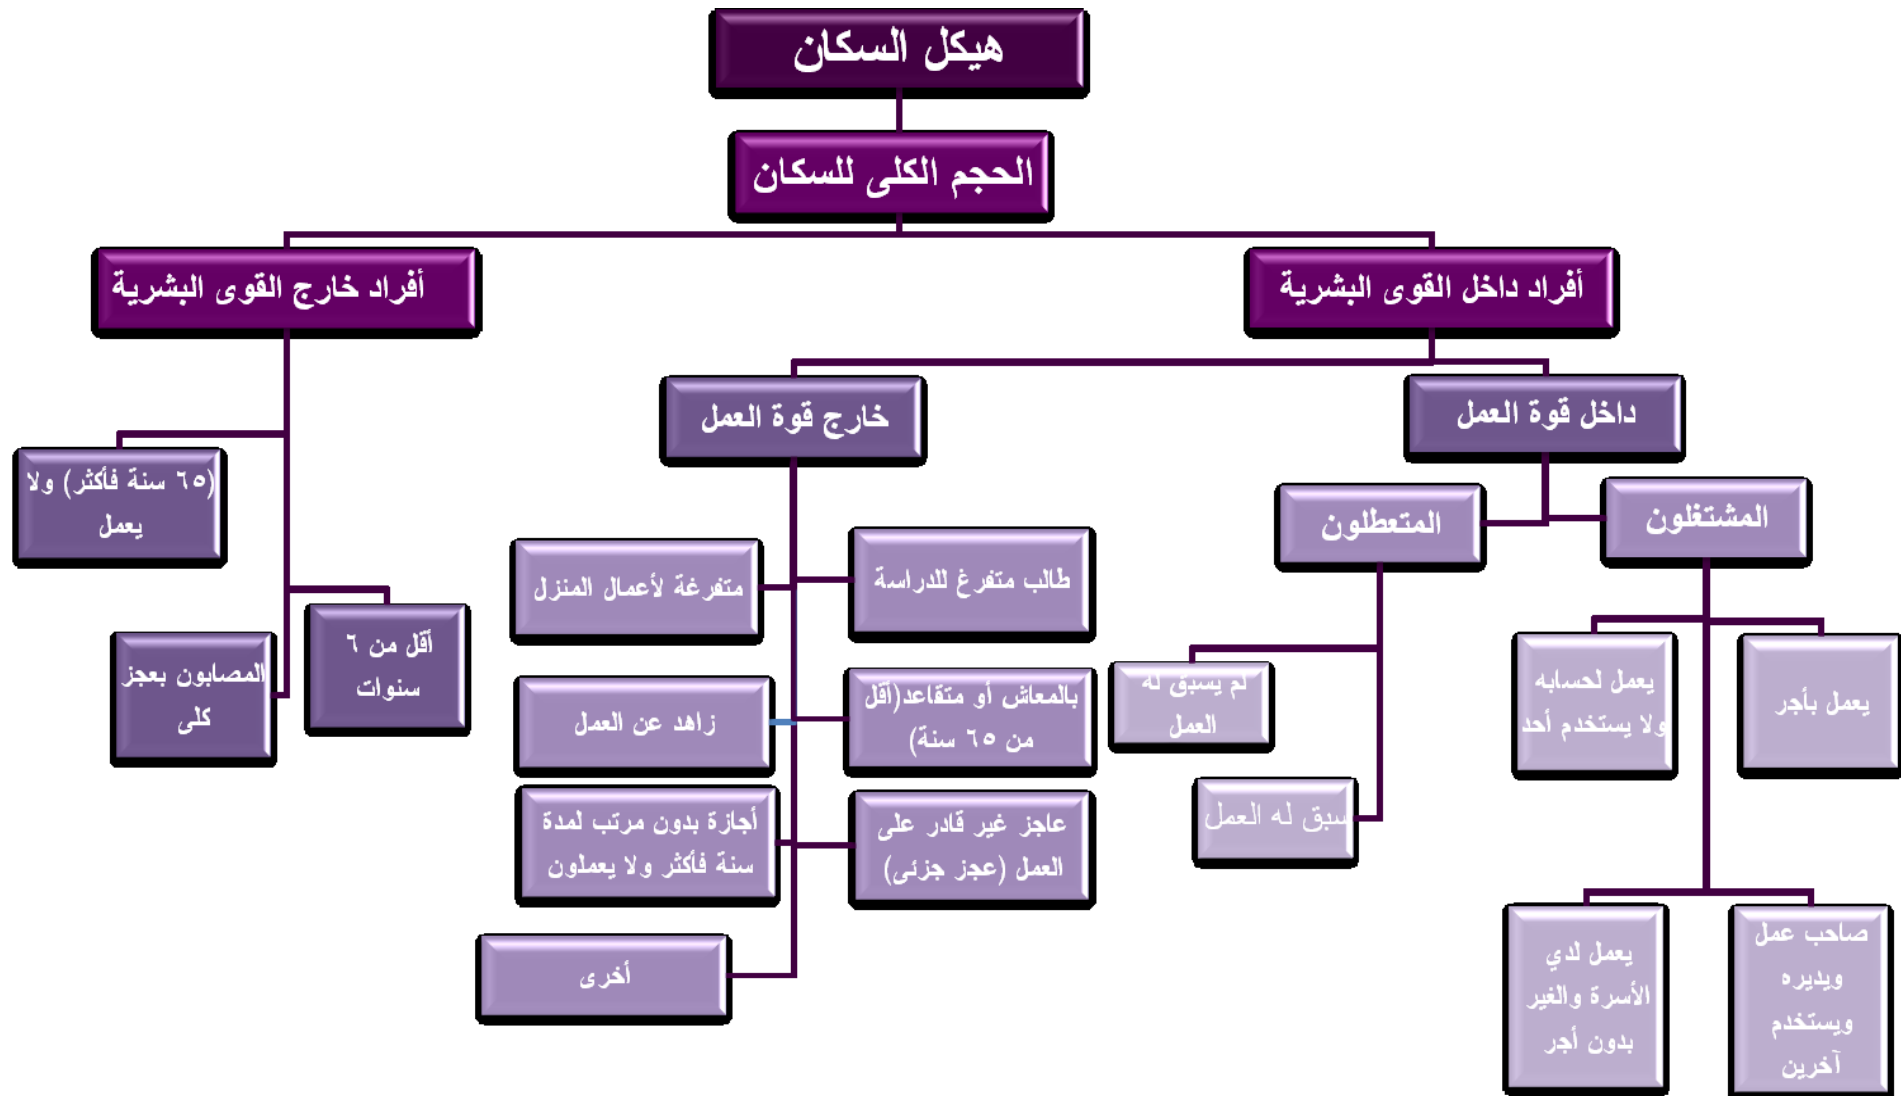 هيكل السكان
الحجم الكلى للسكان
أفراد داخل القوى البشرية
أفراد خارج القوى البشرية
داخل قوة العمل
خارج قوة العمل
(٦٥ سنة فأكثر) ولا
يعمل
أقل من ٦
سنوات
المصابون بعجز
كلى
المشتغلون
المتعطلون
طالب متفرغ للدراسة
متفرغة لأعمال المنزل
بالمعاش أو متقاعد(أقل
من ٦٥ سنة)
زاهد عن العمل
عاجز غير قادر على
العمل (عجز جزئى)
أجازة بدون مرتب لمدة
سنة فأكثر ولا يعملون
أخرى
يعمل بأجر
يعمل لحسابه
ولا يستخدم أحد
لم يسبق له
العمل
سبق له العمل
صاحب عمل
ويديره
ويستخدم
آخرين
يعمل لدي
الأسرة والغير
بدون أجر